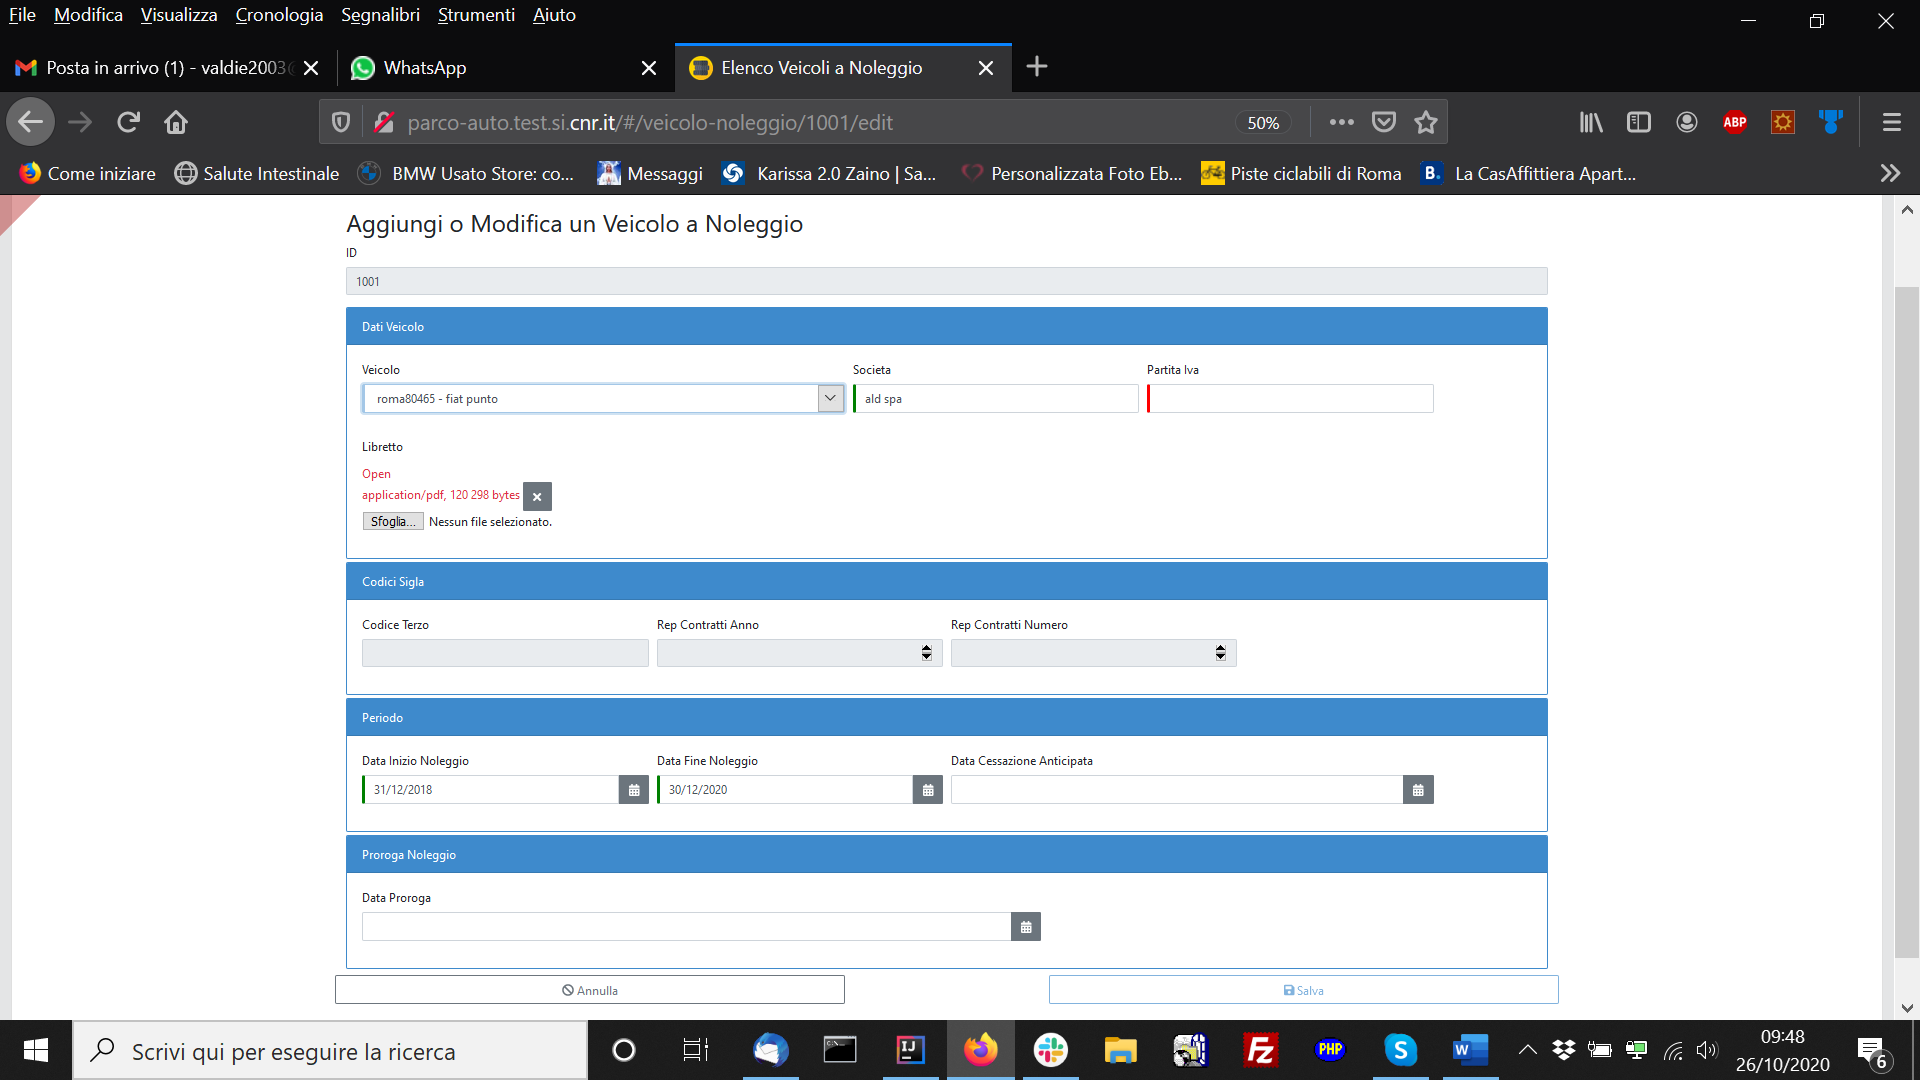 File Modifica Visualizza Cronologia Segnalibri Strumenti Aiuto
Posta in arrivo (1) - valdie2003@
WhatsApp
Elenco Veicoli a Noleggio
parco-auto.test.si.cnr.it/#/veicolo-noleggio/1001/edit
50%
ABP
Come iniziare
Salute Intestinale
BMW Usato Store: co...
Messaggi
Karissa 2.0 Zaino | Sa...
Personalizzata Foto Eb...
Piste ciclabili di Roma
B. La CasAffittiera Apart...
Aggiungi o Modifica un Veicolo a Noleggio
ID
1001
Dati Veicolo
Veicolo Societa Partita Iva
roma80465 - fiat punto ald spa
Libretto
Open
application/pdf, 120 298 bytes
Sfoglia... Nessun file selezionato.
Codici Sigla
Codice Terzo Rep Contratti Anno Rep Contratti Numero
Periodo
Data Inizio Noleggio Data Fine Noleggio Data Cessazione Anticipata
31/12/2018 30/12/2020
Proroga Noleggio
Data Proroga
Annulla Salva
Scrivi qui per eseguire la ricerca
IJ
FZ
PHP
S
W
09:48
26/10/2020
6